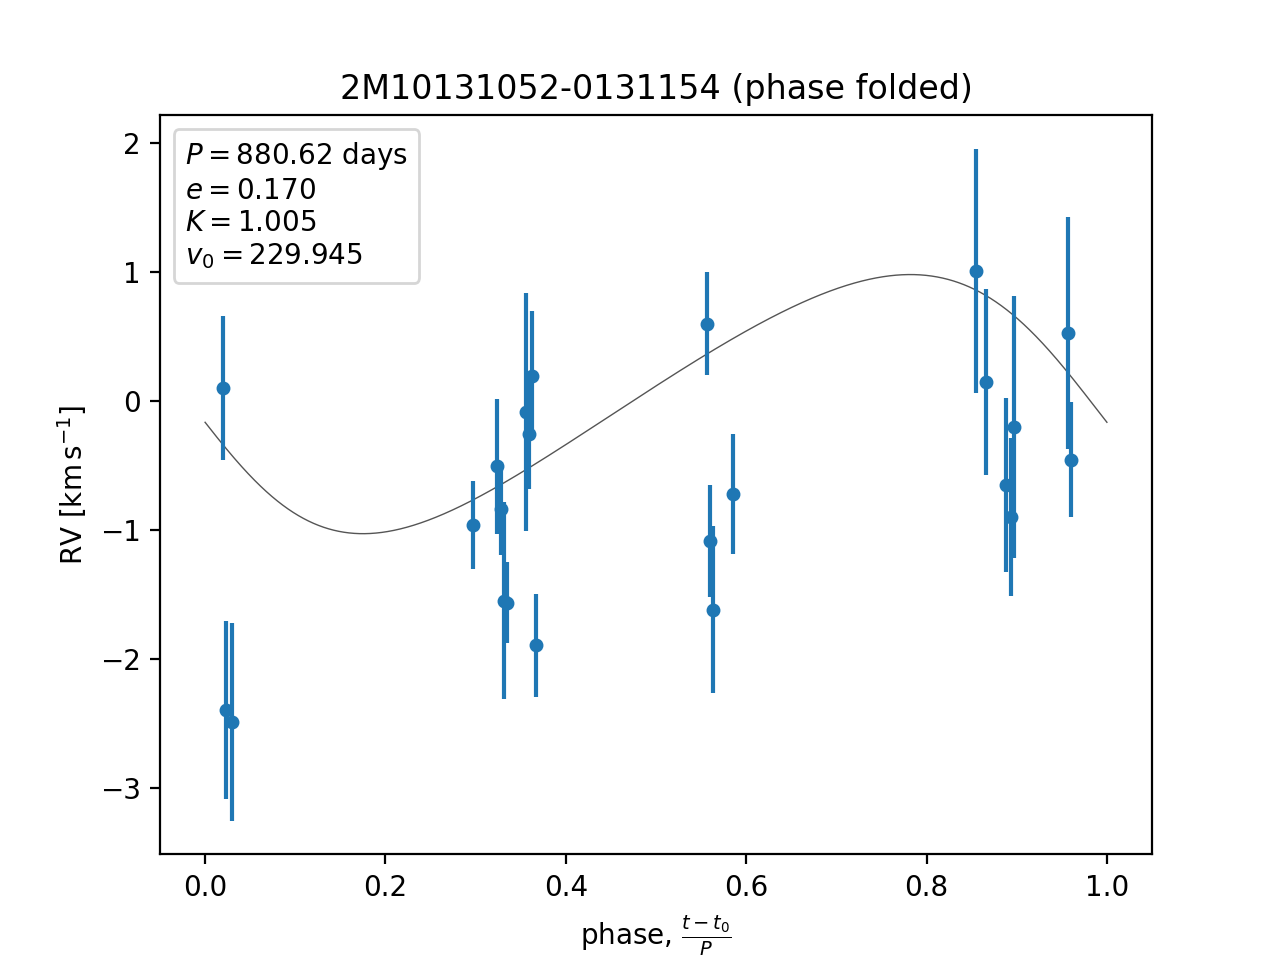 2M10131052-0131154 (phase folded)
P = 880.62 days
e = 0.170
K = 1.005
v₀ = 229.945
RV [km s⁻¹]
2
1
0
−1
−2
−3
0.0 0.2 0.4 0.6 0.8 1.0
phase, (t − t₀)/P